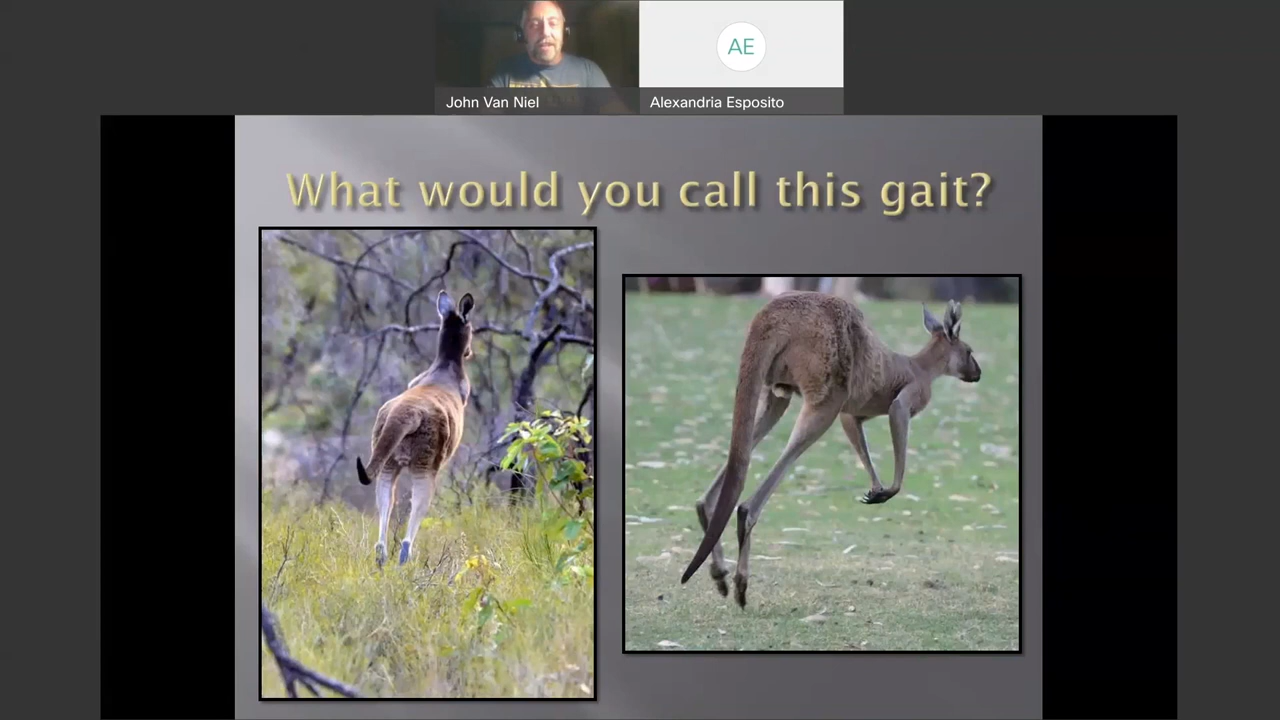 AE
John Van Niel
Alexandria Esposito
What would you call this gait?